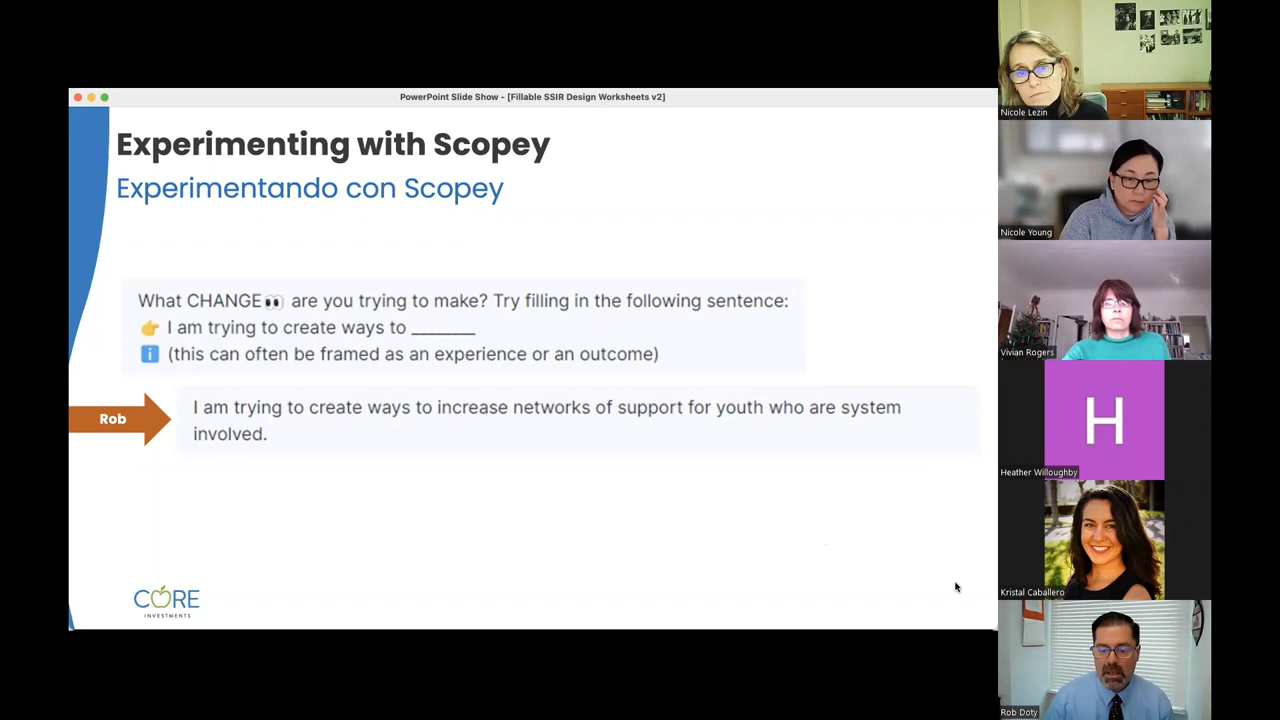 PowerPoint Slide Show - [Fillable SSIR Design Worksheets v2]
Experimenting with Scopey
Experimentando con Scopey
What CHANGE👀 are you trying to make? Try filling in the following sentence:
👉 I am trying to create ways to ________
ℹ️ (this can often be framed as an experience or an outcome)
Rob
I am trying to create ways to increase networks of support for youth who are system
involved.
CORE
INVESTMENTS
Nicole Lezin
Nicole Young
Vivian Rogers
H
Heather Willoughby
Kristal Caballero
Rob Doty